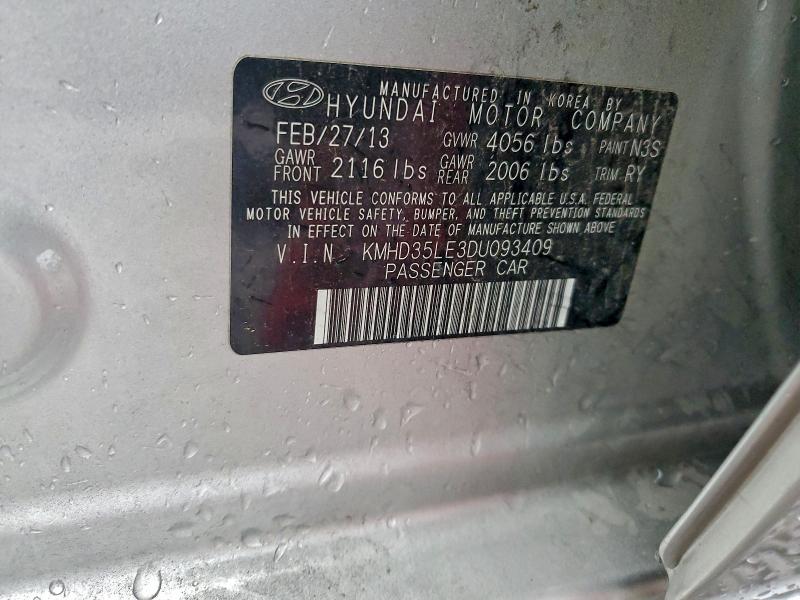 MANUFACTURED IN KOREA BY
HYUNDAI MOTOR COMPANY
FEB/27/13 GVWR 4056 lbs PAINT N3S
GAWR FRONT 2116 lbs GAWR REAR 2006 lbs TRIM RY
THIS VEHICLE CONFORMS TO ALL APPLICABLE U.S.A. FEDERAL
MOTOR VEHICLE SAFETY, BUMPER, AND THEFT PREVENTION STANDARDS
IN EFFECT ON THE DATE OF MANUFACTURE SHOWN ABOVE
V.I.N. KMHD35LE3DU093409
PASSENGER CAR